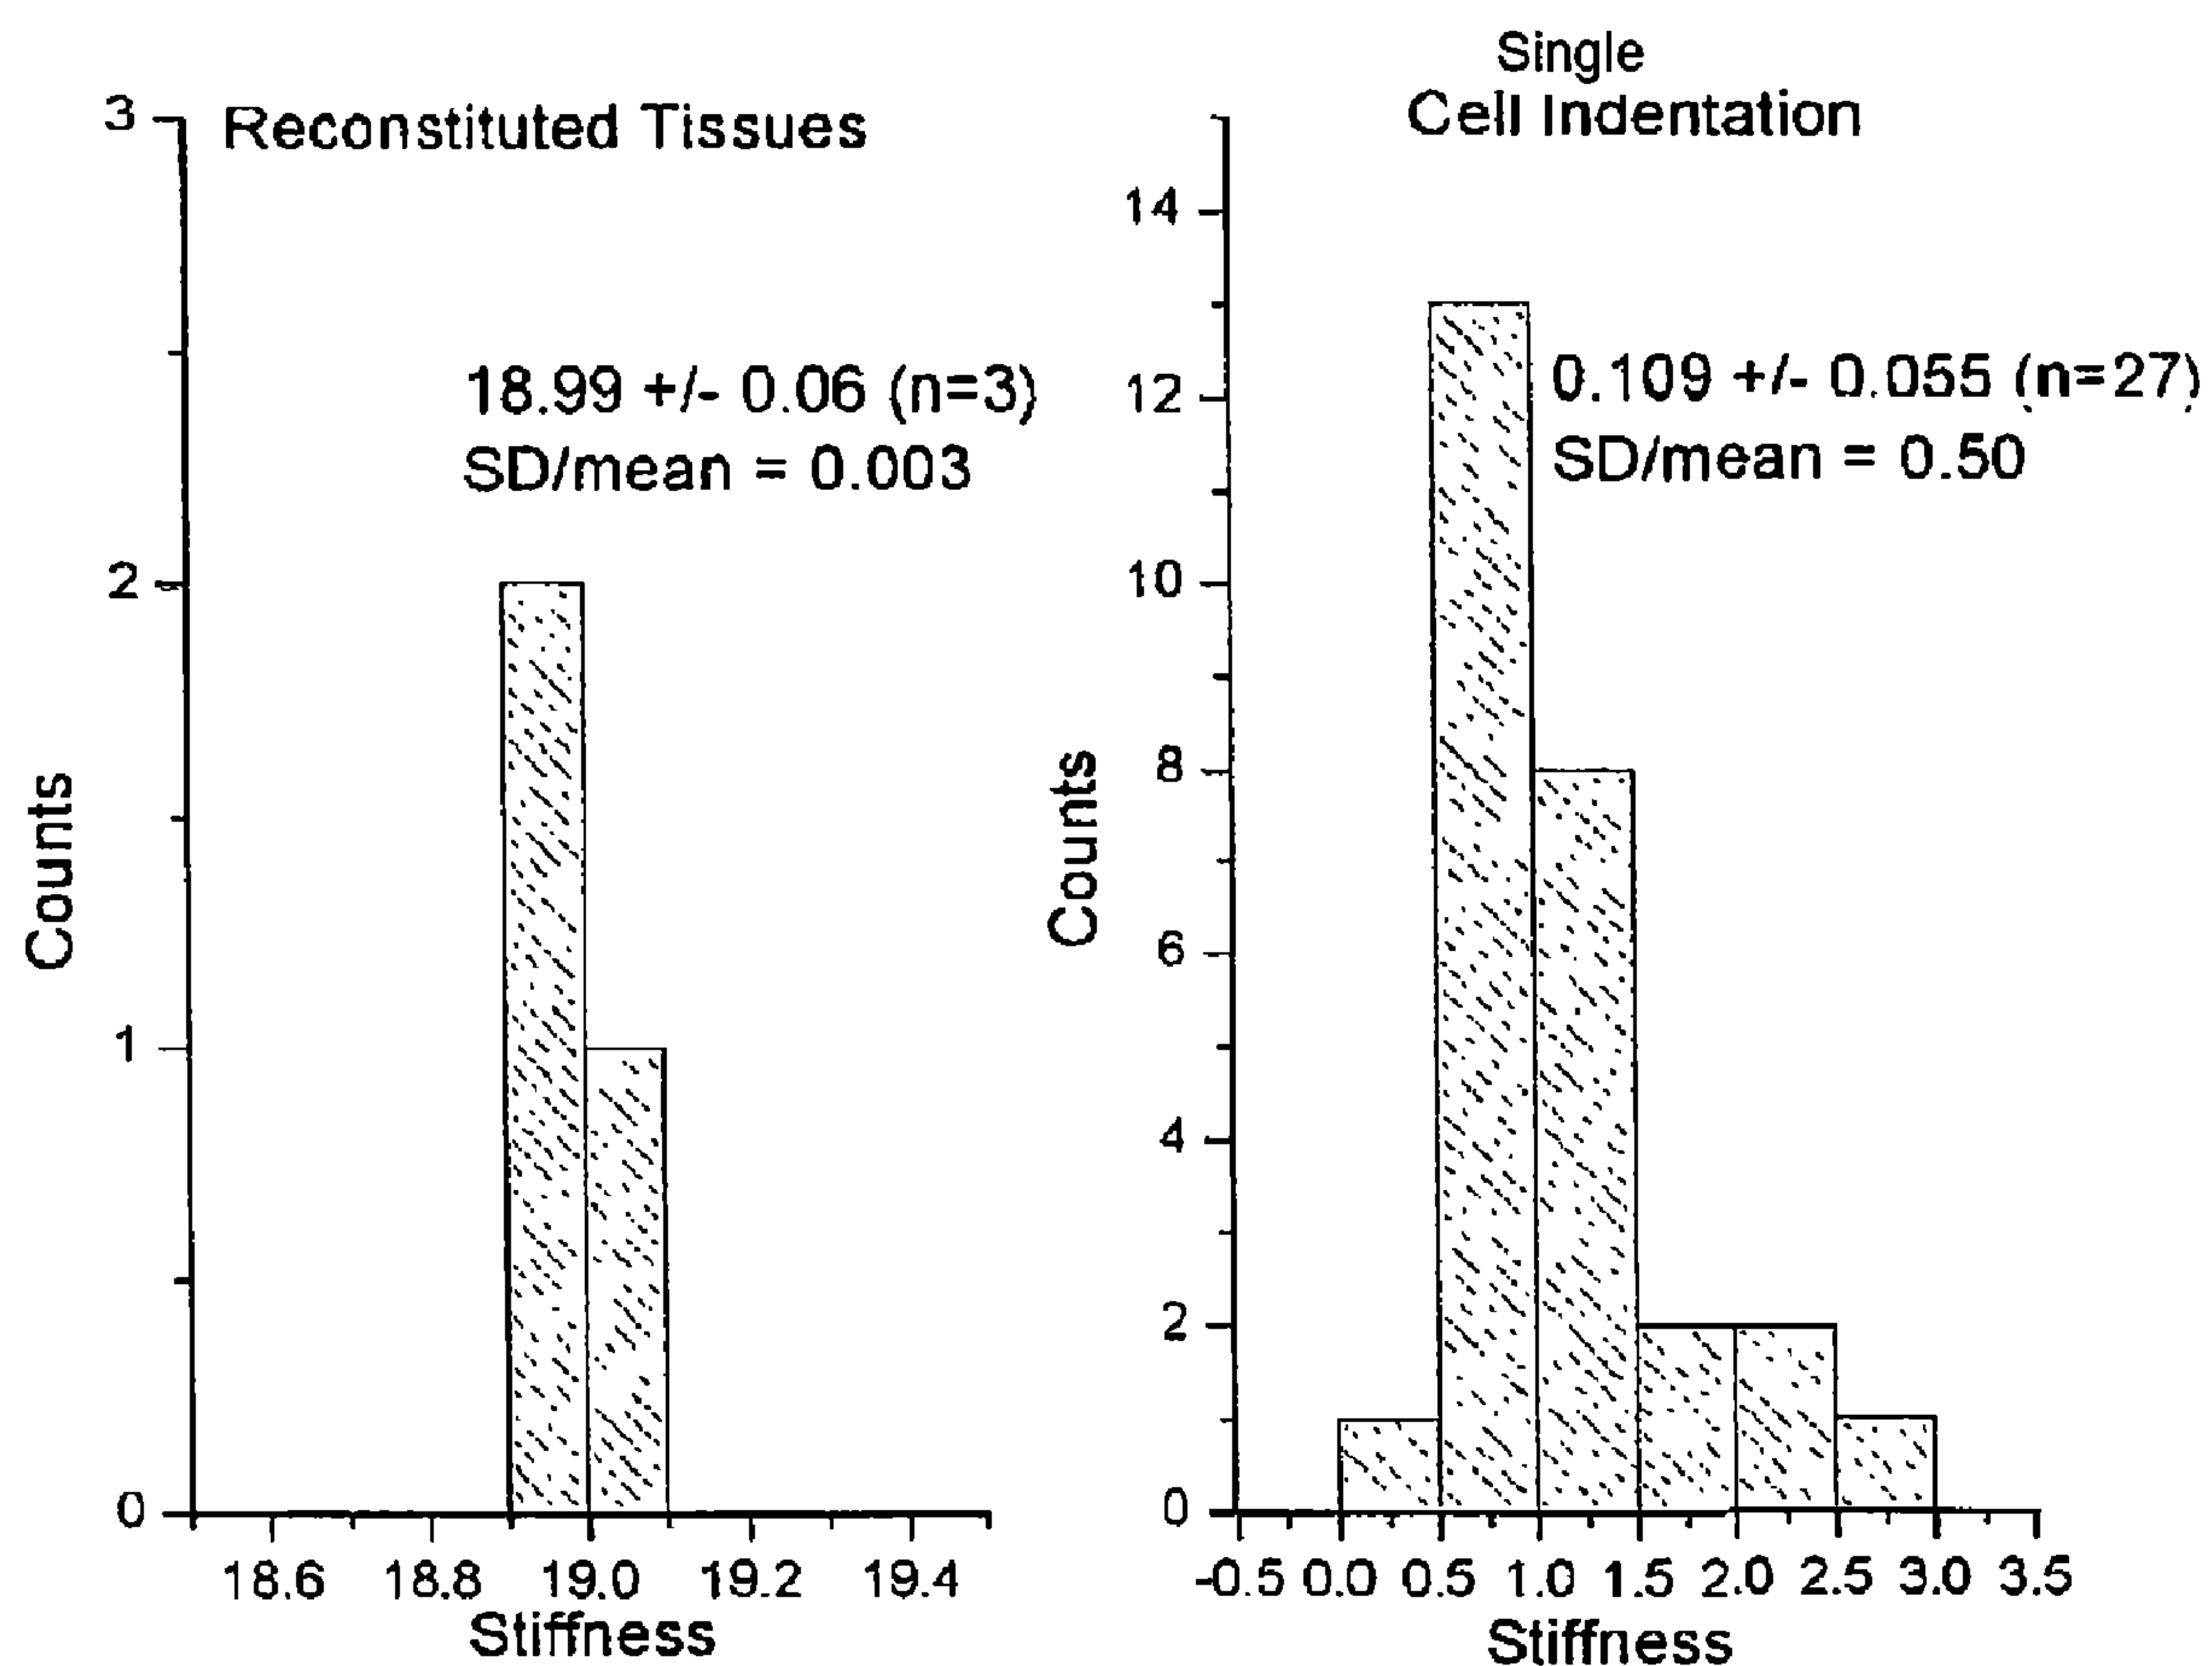 Reconstituted Tissues
3
2
1
0
Counts
18.99 +/- 0.06 (n=3)
SD/mean = 0.003
18.6 18.8 19.0 19.2 19.4
Stiffness
Single
Cell Indentation
14
12
10
8
6
4
2
0
Counts
0.109 +/- 0.055 (n=27)
SD/mean = 0.50
-0.5 0.0 0.5 1.0 1.5 2.0 2.5 3.0 3.5
Stiffness